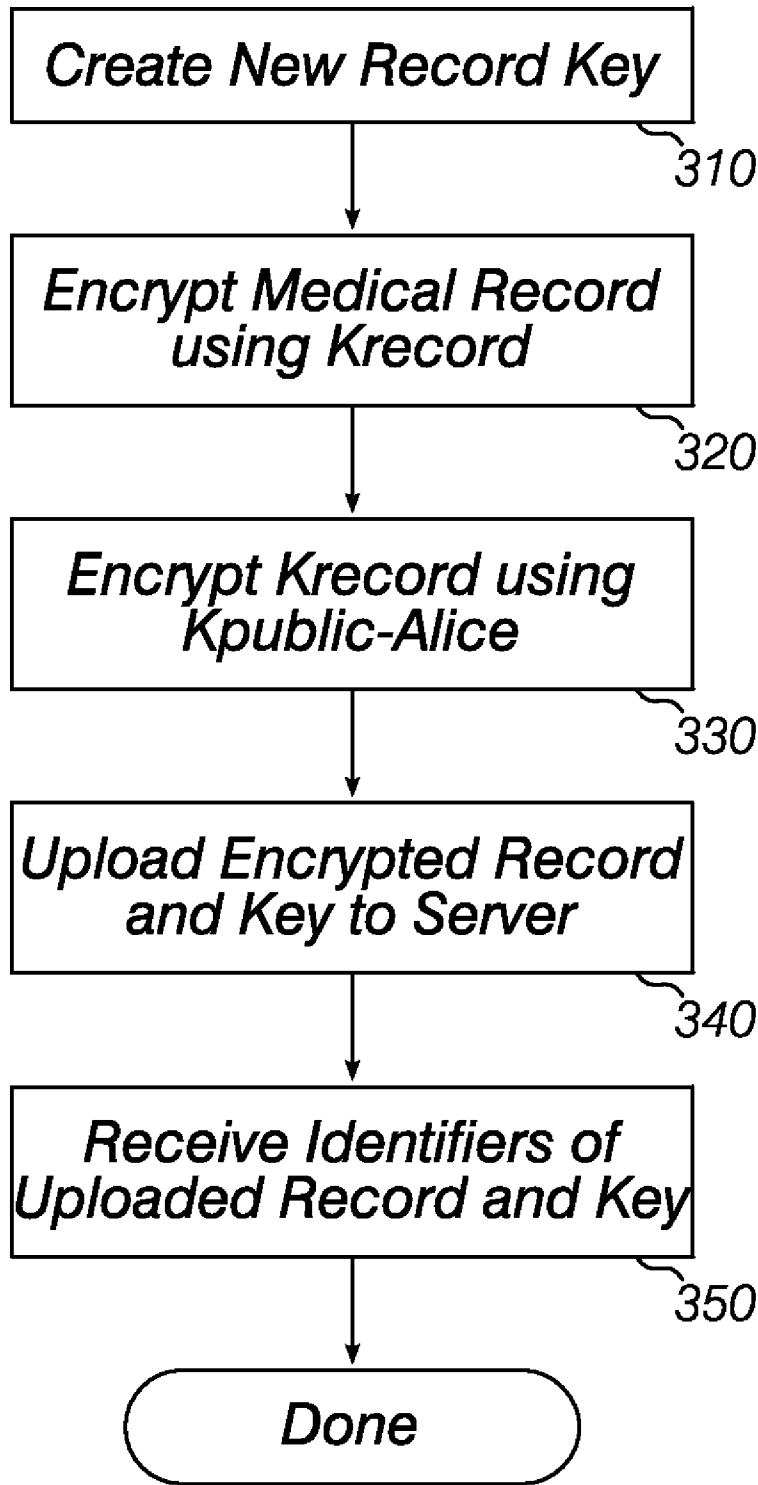 Create New Record Key
310
Encrypt Medical Record
using Krecord
320
Encrypt Krecord using
Kpublic-Alice
330
Upload Encrypted Record
and Key to Server
340
Receive Identifiers of
Uploaded Record and Key
350
Done